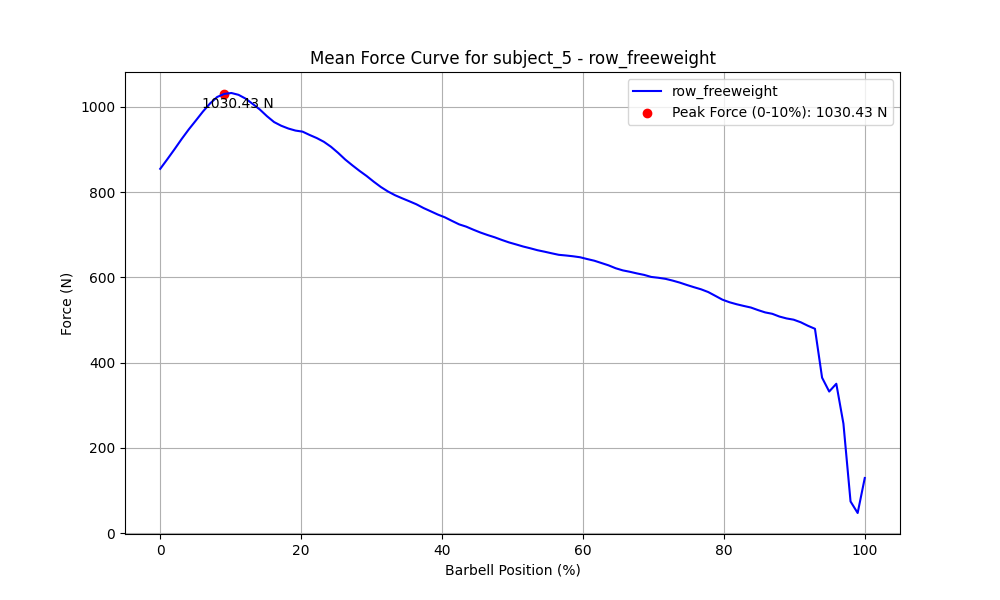 Mean Force Curve for subject_5 - row_freeweight
row_freeweight
Peak Force (0-10%): 1030.43 N
1030.43 N
1000
800
600
400
200
0
Force (N)
0 20 40 60 80 100
Barbell Position (%)